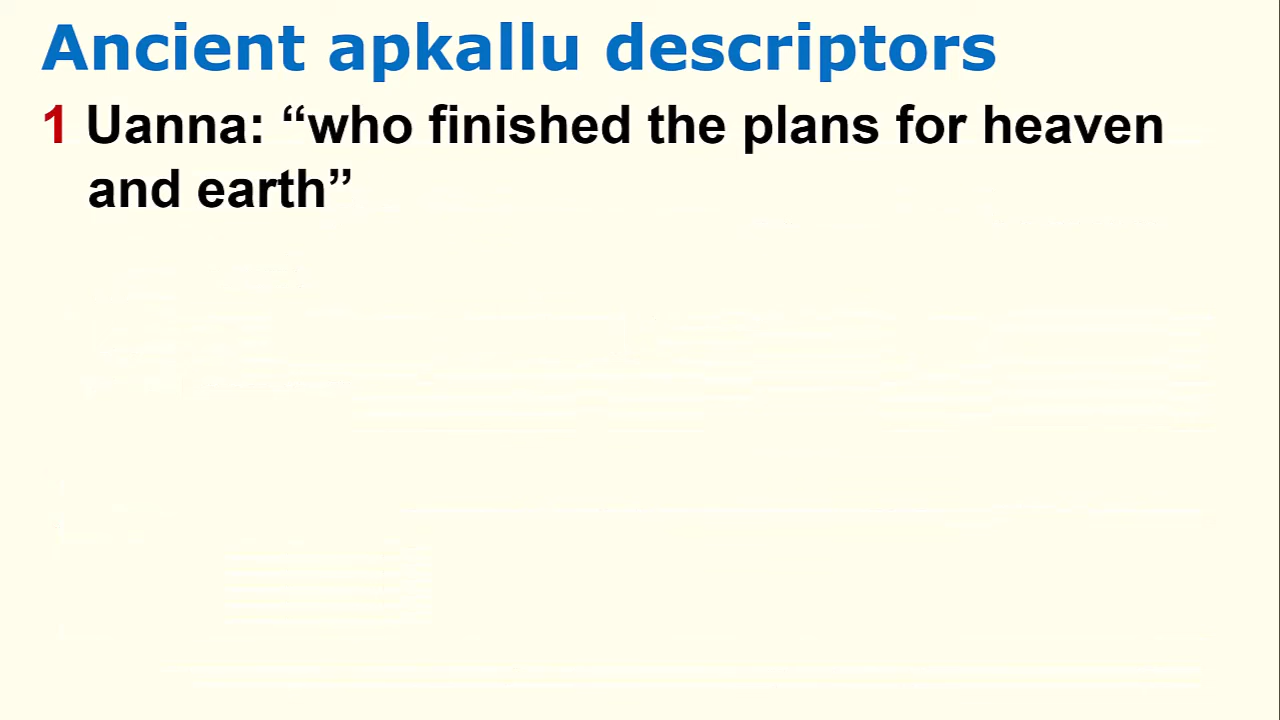 Ancient apkallu descriptors
1 Uanna: “who finished the plans for heaven
and earth”